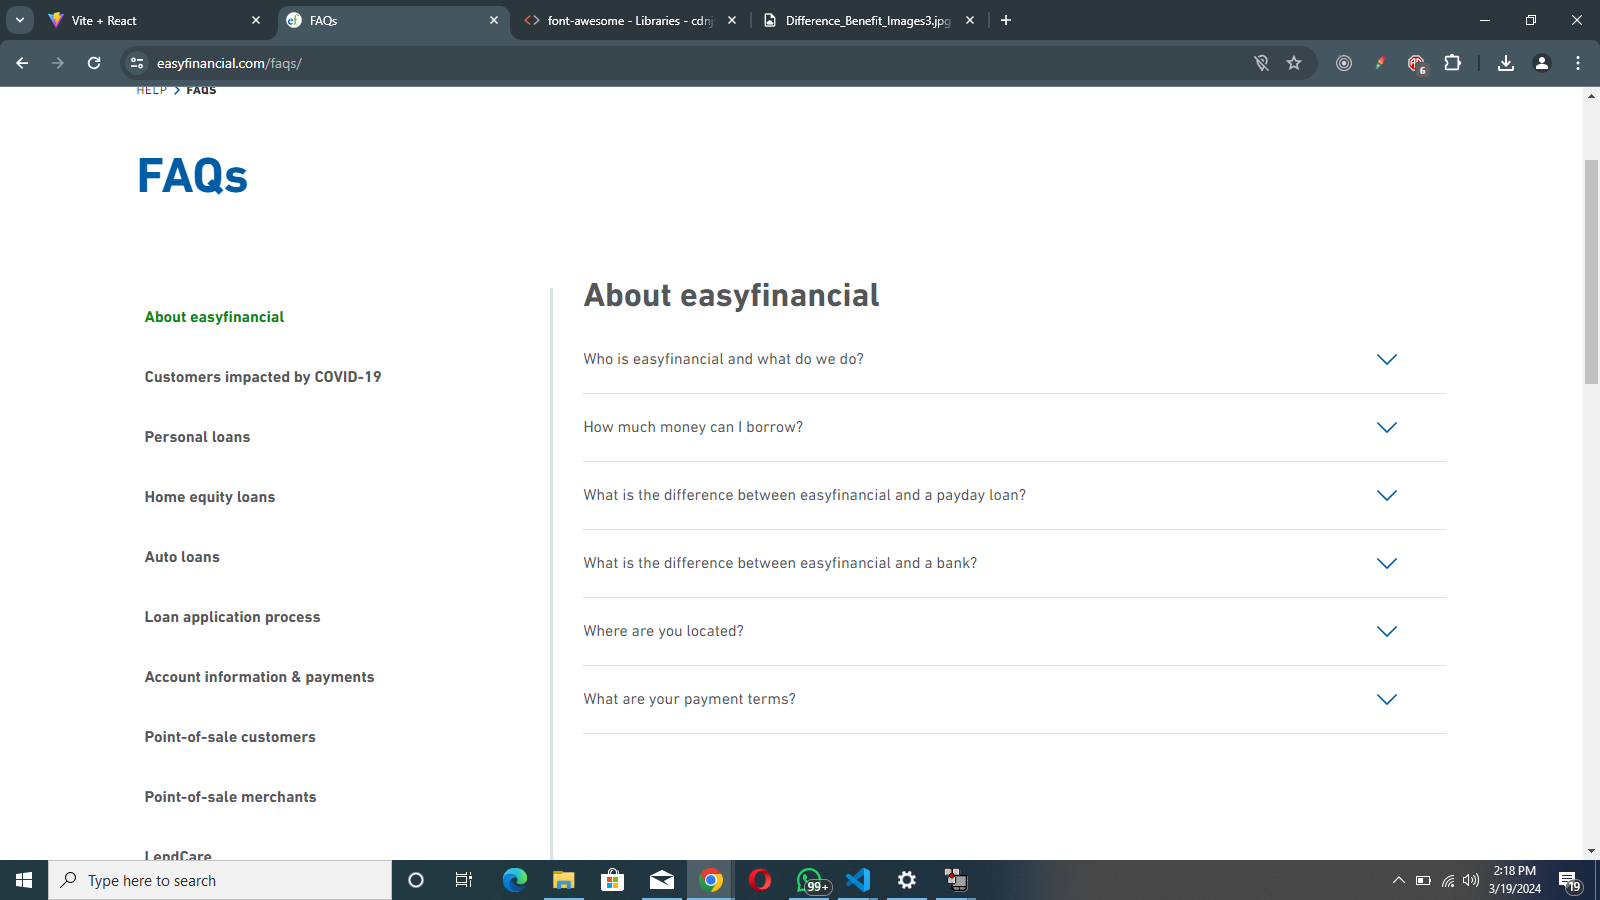 Vite + React
FAQs
font-awesome - Libraries - cdnj
Difference_Benefit_Images3.jpg
easyfinancial.com/faqs/
6
HELP > FAQS
FAQs
About easyfinancial
Customers impacted by COVID-19
Personal loans
Home equity loans
Auto loans
Loan application process
Account information & payments
Point-of-sale customers
Point-of-sale merchants
LendCare
About easyfinancial
Who is easyfinancial and what do we do?
How much money can I borrow?
What is the difference between easyfinancial and a payday loan?
What is the difference between easyfinancial and a bank?
Where are you located?
What are your payment terms?
Type here to search
99+
2:18 PM
3/19/2024
19